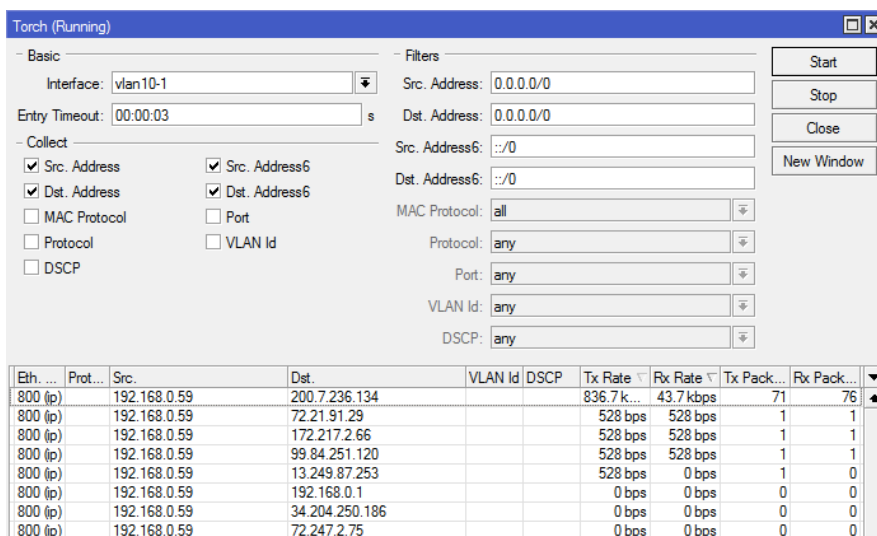 Torch (Running)
Basic
Interface: vlan10-1
Entry Timeout: 00:00:03 s
Collect
Src. Address Src. Address6
Dst. Address Dst. Address6
MAC Protocol Port
Protocol VLAN Id
DSCP
Filters
Src. Address: 0.0.0.0/0
Dst. Address: 0.0.0.0/0
Src. Address6: ::/0
Dst. Address6: ::/0
MAC Protocol: all
Protocol: any
Port: any
VLAN Id: any
DSCP: any
Start
Stop
Close
New Window
Eth. ... Prot... Src. Dst. VLAN Id DSCP Tx Rate Rx Rate Tx Pack... Rx Pack...
800 (ip) 192.168.0.59 200.7.236.134 836.7 k... 43.7 kbps 71 76
800 (ip) 192.168.0.59 72.21.91.29 528 bps 528 bps 1 1
800 (ip) 192.168.0.59 172.217.2.66 528 bps 528 bps 1 1
800 (ip) 192.168.0.59 99.84.251.120 528 bps 528 bps 1 1
800 (ip) 192.168.0.59 13.249.87.253 528 bps 0 bps 1 0
800 (ip) 192.168.0.59 192.168.0.1 0 bps 0 bps 0 0
800 (ip) 192.168.0.59 34.204.250.186 0 bps 0 bps 0 0
800 (ip) 192.168.0.59 72.247.2.75 0 bps 0 bps 0 0